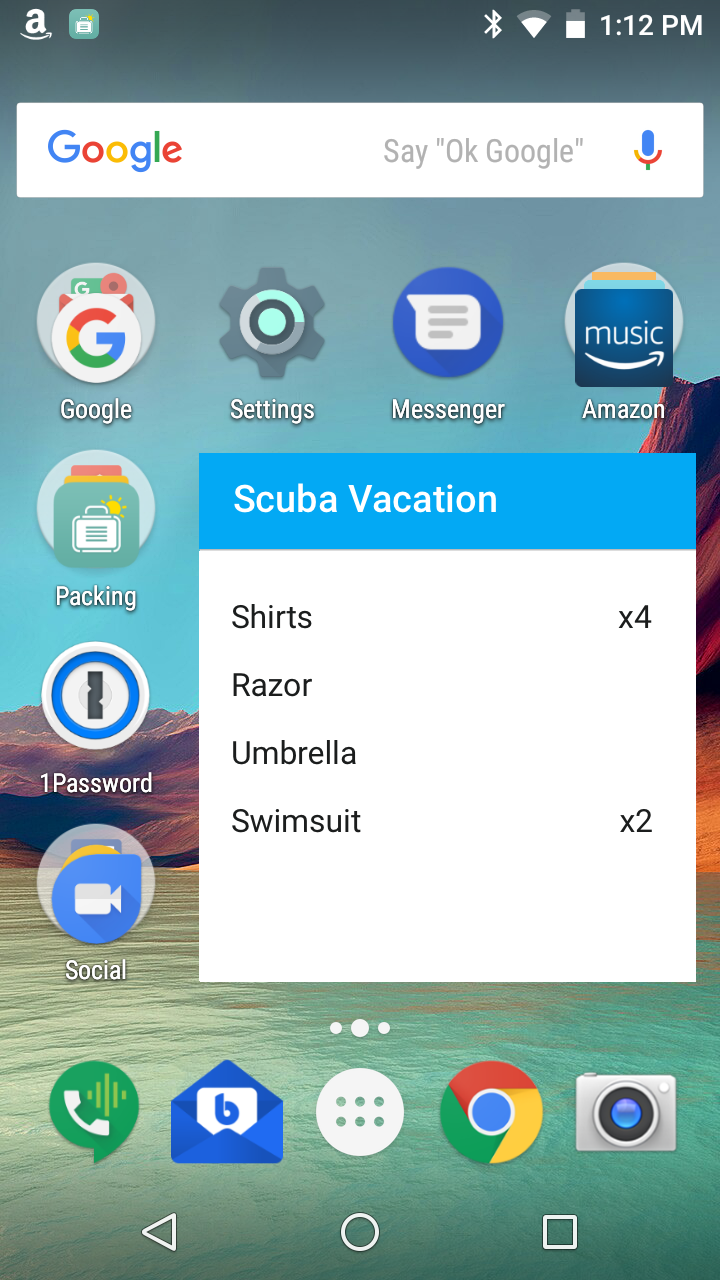 1:12 PM
Google Say "Ok Google"
G
G
music
Google Settings Messenger Amazon
Scuba Vacation
Packing
Shirts x4
Razor
Umbrella
1Password
Swimsuit x2
Social
b